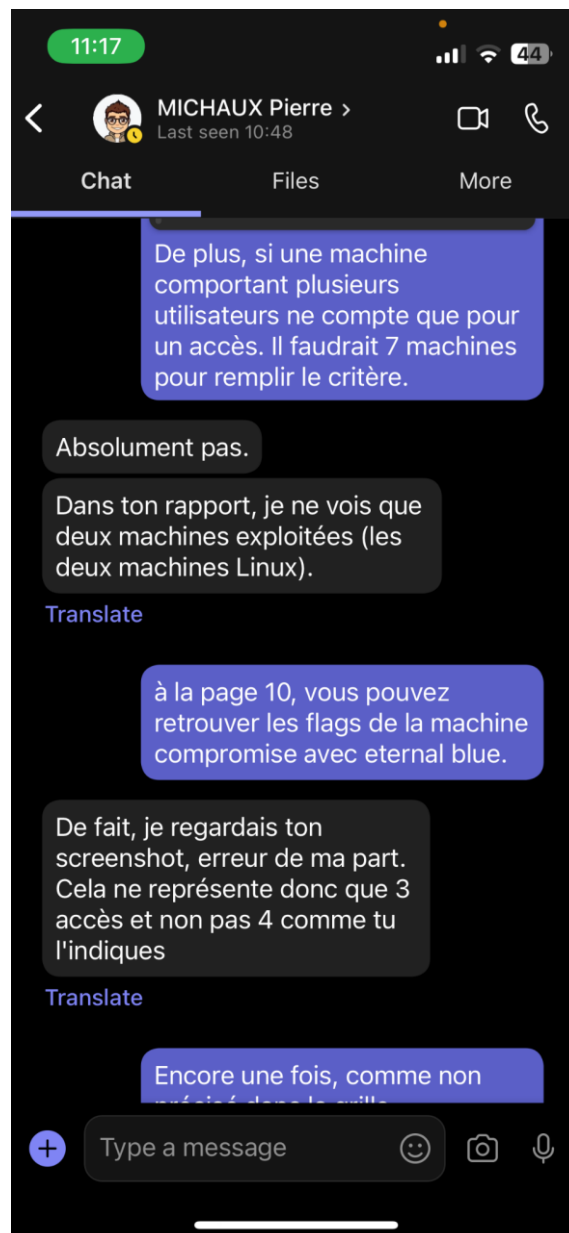 11:17
44
MICHAUX Pierre >
Last seen 10:48
Chat
Files
More
De plus, si une machine
comportant plusieurs
utilisateurs ne compte que pour
un accès. Il faudrait 7 machines
pour remplir le critère.
Absolument pas.
Dans ton rapport, je ne vois que
deux machines exploitées (les
deux machines Linux).
Translate
à la page 10, vous pouvez
retrouver les flags de la machine
compromise avec eternal blue.
De fait, je regardais ton
screenshot, erreur de ma part.
Cela ne représente donc que 3
accès et non pas 4 comme tu
l'indiques
Translate
Encore une fois, comme non
Type a message